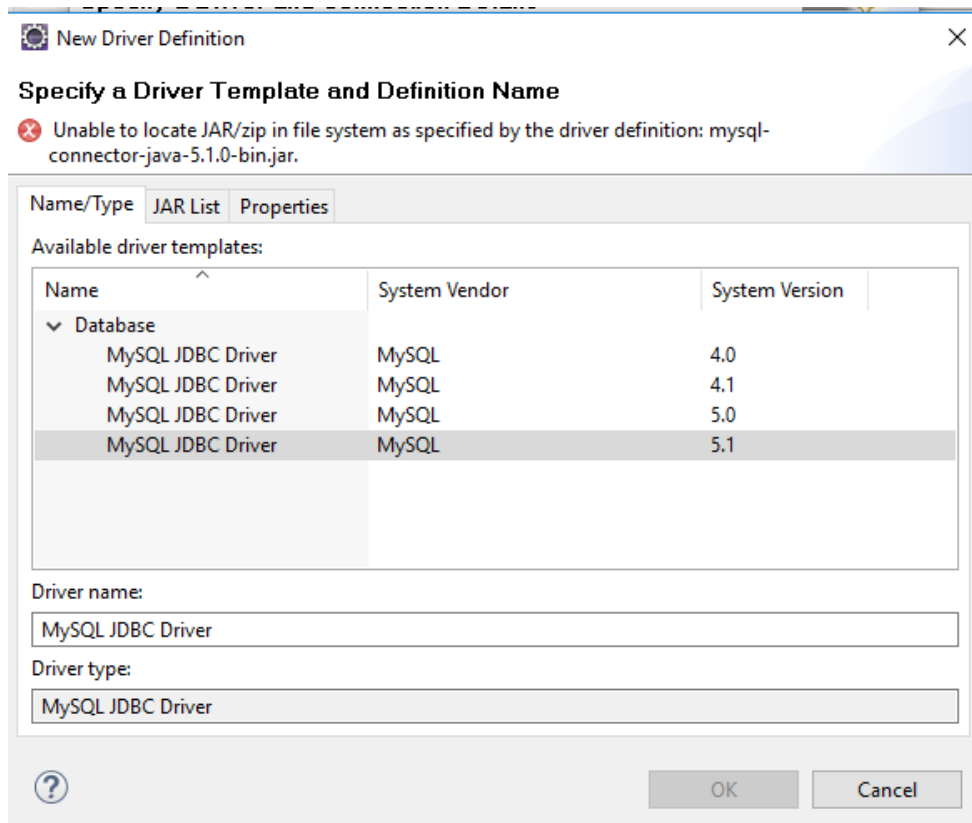 New Driver Definition
Specify a Driver Template and Definition Name
Unable to locate JAR/zip in file system as specified by the driver definition: mysql-
connector-java-5.1.0-bin.jar.
Name/Type JAR List Properties
Available driver templates:
Name System Vendor System Version
Database
MySQL JDBC Driver MySQL 4.0
MySQL JDBC Driver MySQL 4.1
MySQL JDBC Driver MySQL 5.0
MySQL JDBC Driver MySQL 5.1
Driver name:
MySQL JDBC Driver
Driver type:
MySQL JDBC Driver
? OK Cancel